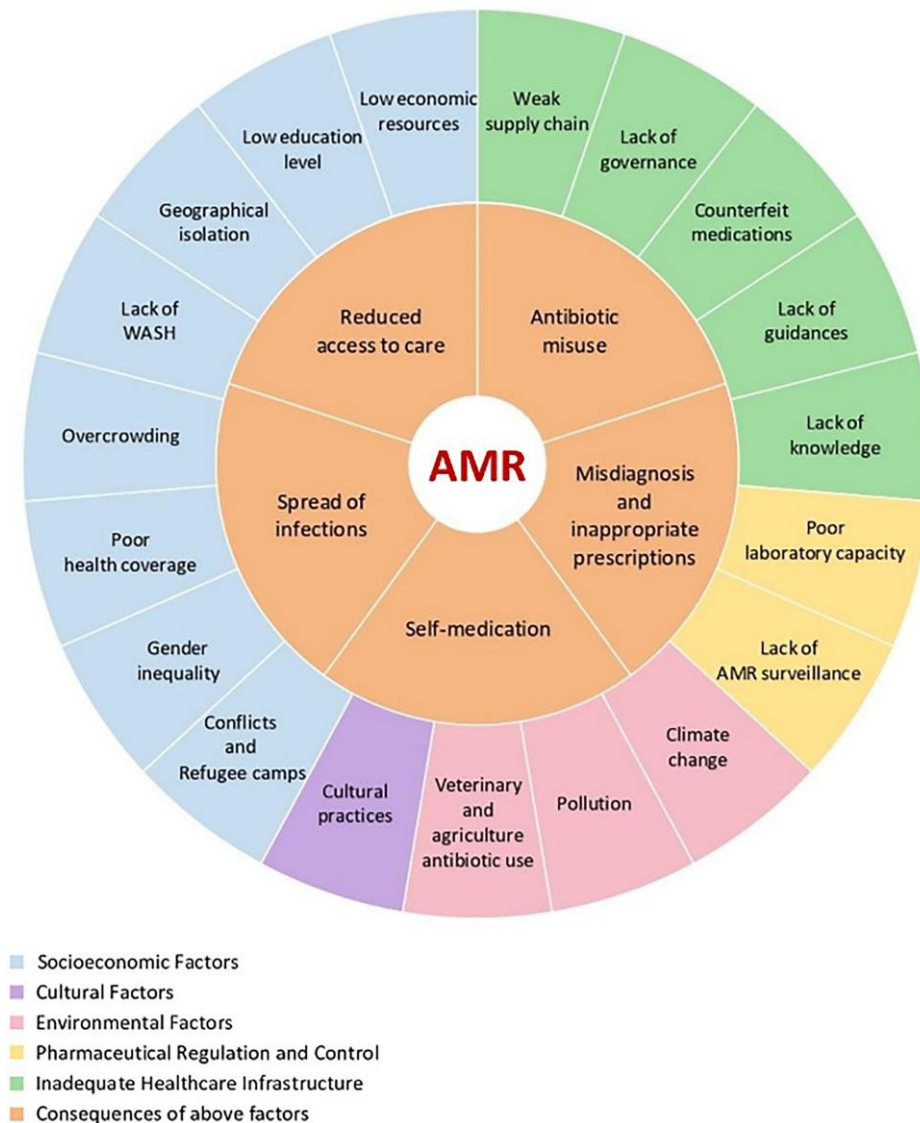 Low economic
resources
Weak
supply chain
Lack of
governance
Counterfeit
medications
Lack of
guidances
Lack of
knowledge
Poor
laboratory capacity
Lack of
AMR surveillance
Climate
change
Pollution
Veterinary
and
agriculture
antibiotic use
Cultural
practices
Conflicts
and
Refugee camps
Gender
inequality
Poor
health coverage
Overcrowding
Lack of
WASH
Geographical
isolation
Low education
level
Reduced
access to care
Antibiotic
misuse
Misdiagnosis
and
inappropriate
prescriptions
Self-medication
Spread of
infections
AMR
Socioeconomic Factors
Cultural Factors
Environmental Factors
Pharmaceutical Regulation and Control
Inadequate Healthcare Infrastructure
Consequences of above factors